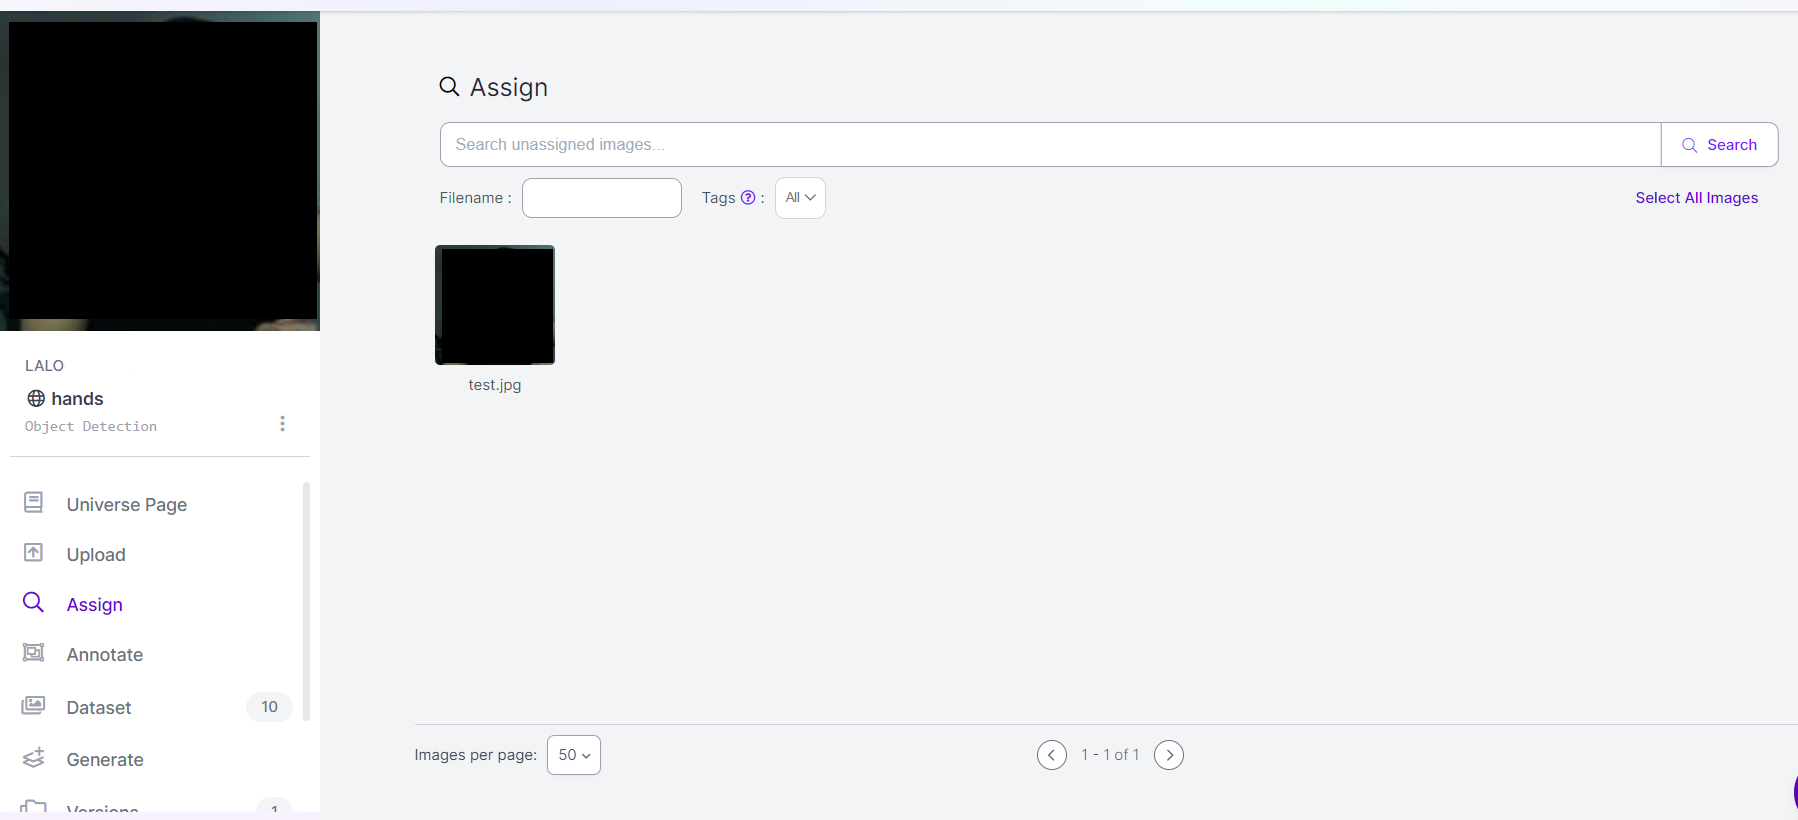 Assign
Search unassigned images...
Search
Filename :
Tags ? :
All
Select All Images
test.jpg
LALO
hands
Object Detection
Universe Page
Upload
Assign
Annotate
Dataset 10
Generate
Versions 1
Images per page: 50
1 - 1 of 1